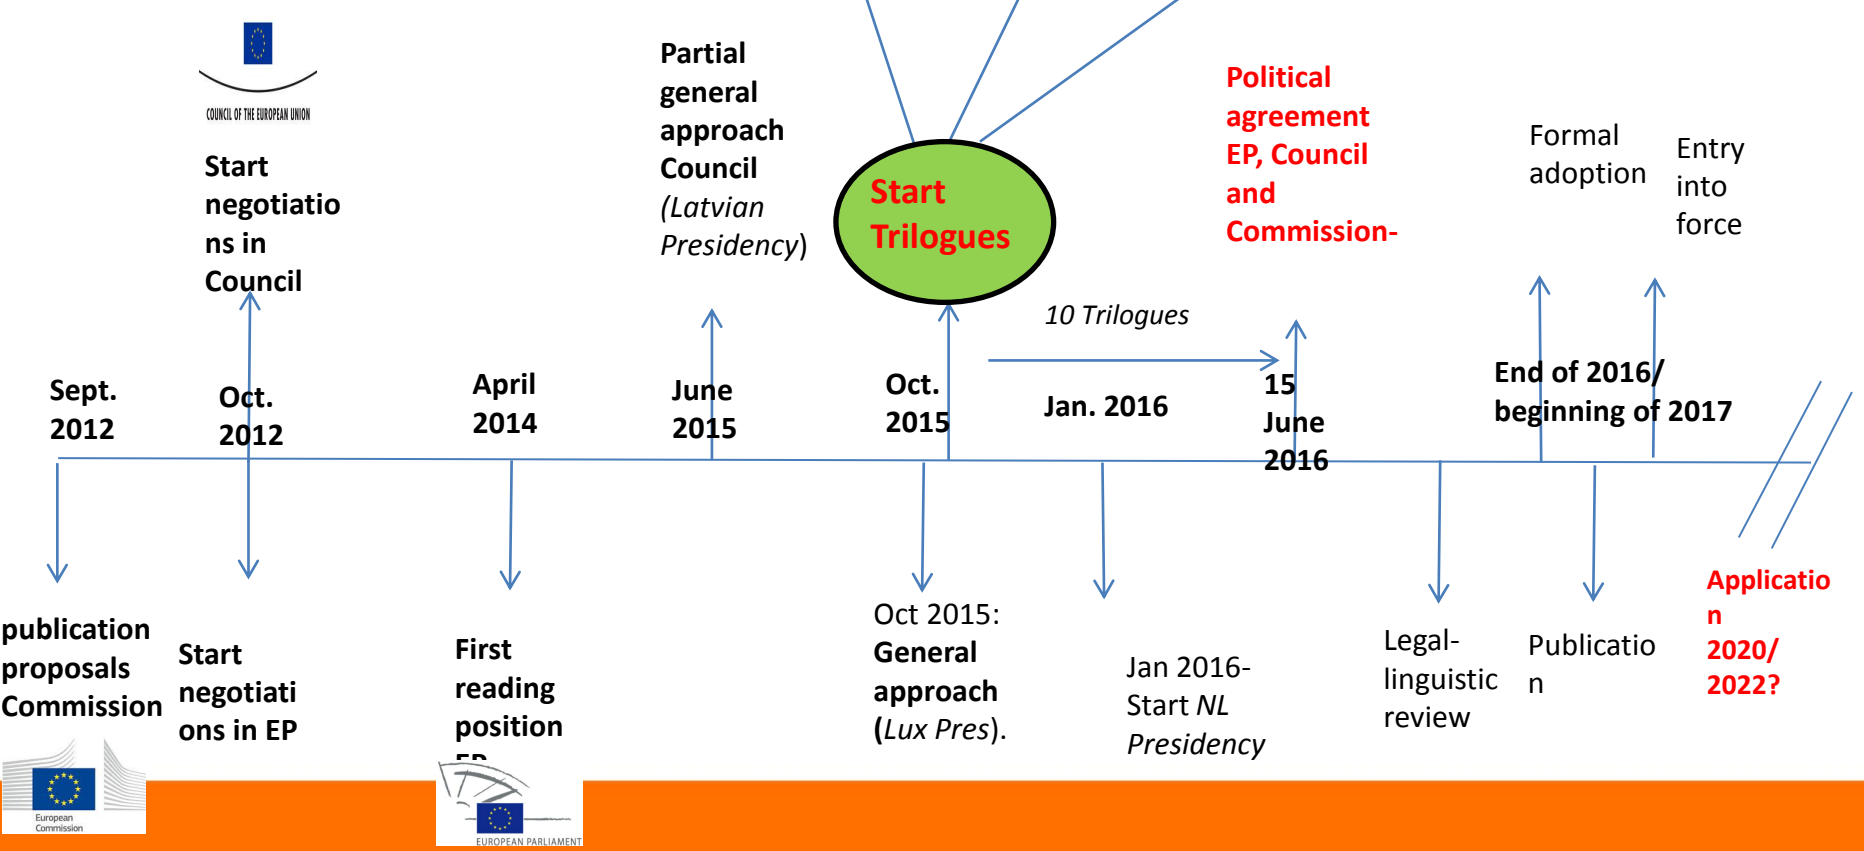 COUNCIL OF THE EUROPEAN UNION
Start
negotiatio
ns in
Council
Partial
general
approach
Council
(Latvian
Presidency)
Start
Trilogues
Political
agreement
EP, Council
and
Commission-
Formal
adoption
Entry
into
force
10 Trilogues
Sept.
2012
Oct.
2012
April
2014
June
2015
Oct.
2015
Jan. 2016
15
June
2016
End of 2016/
beginning of 2017
publication
proposals
Commission
Start
negotiati
ons in EP
First
reading
position
EP
Oct 2015:
General
approach
(Lux Pres).
Jan 2016-
Start NL
Presidency
Legal-
linguistic
review
Publicatio
n
Applicatio
n
2020/
2022?
European
Commission
EUROPEAN PARLIAMENT